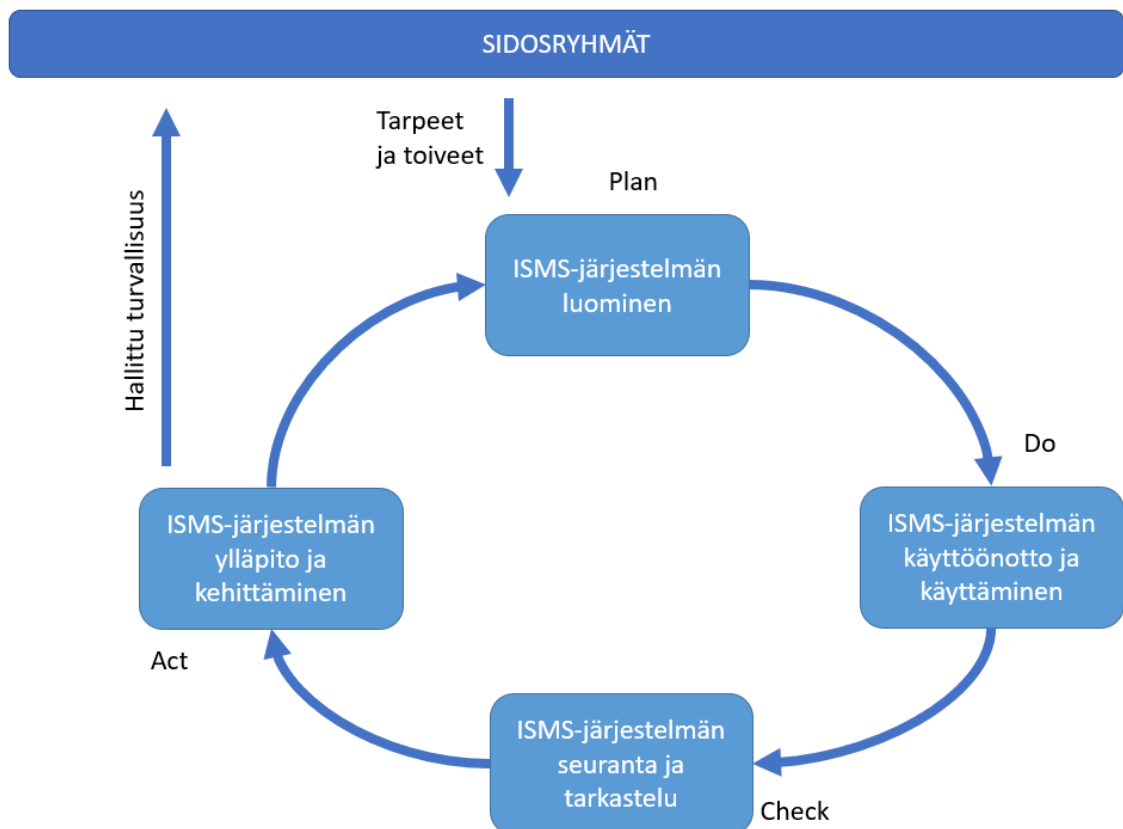 SIDOSRYHMÄT
Tarpeet
ja toiveet
Hallittu turvallisuus
Plan
ISMS-järjestelmän
luominen
Do
ISMS-järjestelmän
käyttöönotto ja
käyttäminen
ISMS-järjestelmän
seuranta ja
tarkastelu
Check
ISMS-järjestelmän
ylläpito ja
kehittäminen
Act